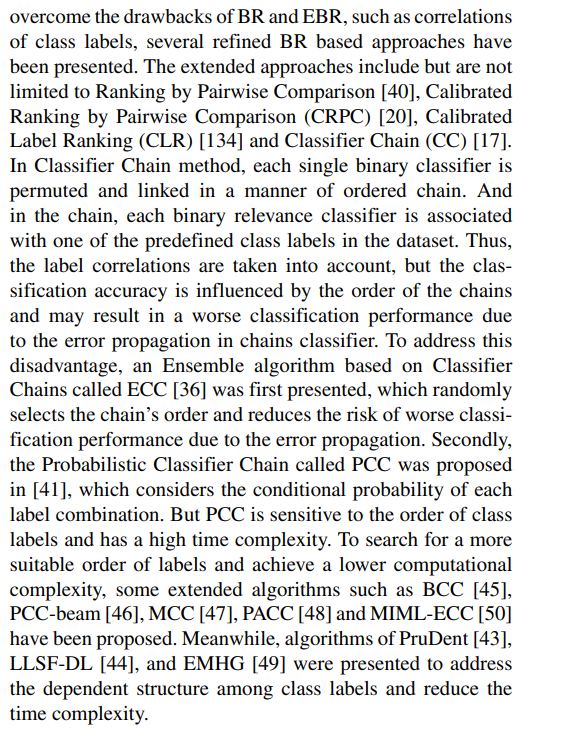 overcome the drawbacks of BR and EBR, such as correlations
of class labels, several refined BR based approaches have
been presented. The extended approaches include but are not
limited to Ranking by Pairwise Comparison [40], Calibrated
Ranking by Pairwise Comparison (CRPC) [20], Calibrated
Label Ranking (CLR) [134] and Classifier Chain (CC) [17].
In Classifier Chain method, each single binary classifier is
permuted and linked in a manner of ordered chain. And
in the chain, each binary relevance classifier is associated
with one of the predefined class labels in the dataset. Thus,
the label correlations are taken into account, but the clas-
sification accuracy is influenced by the order of the chains
and may result in a worse classification performance due
to the error propagation in chains classifier. To address this
disadvantage, an Ensemble algorithm based on Classifier
Chains called ECC [36] was first presented, which randomly
selects the chain's order and reduces the risk of worse classi-
fication performance due to the error propagation. Secondly,
the Probabilistic Classifier Chain called PCC was proposed
in [41], which considers the conditional probability of each
label combination. But PCC is sensitive to the order of class
labels and has a high time complexity. To search for a more
suitable order of labels and achieve a lower computational
complexity, some extended algorithms such as BCC [45],
PCC-beam [46], MCC [47], PACC [48] and MIML-ECC [50]
have been proposed. Meanwhile, algorithms of PruDent [43],
LLSF-DL [44], and EMHG [49] were presented to address
the dependent structure among class labels and reduce the
time complexity.